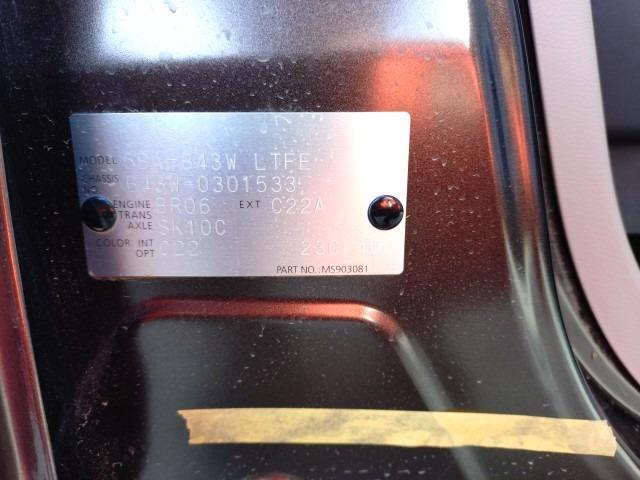 MODEL 5BA-B43W LTFE
CHASSIS NO. B43W-0301533
ENGINE BR06 EXT C22A
TRANS AXLE SK10C
COLOR INT C22
OPT
PART NO.: M5903081